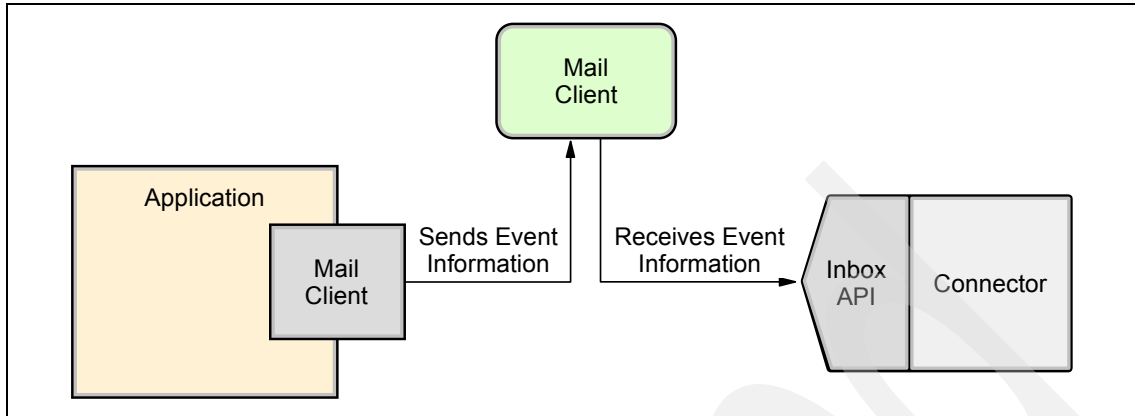 Mail
Client
Application
Mail
Client
Sends Event
Information
Receives Event
Information
Inbox
API
Connector